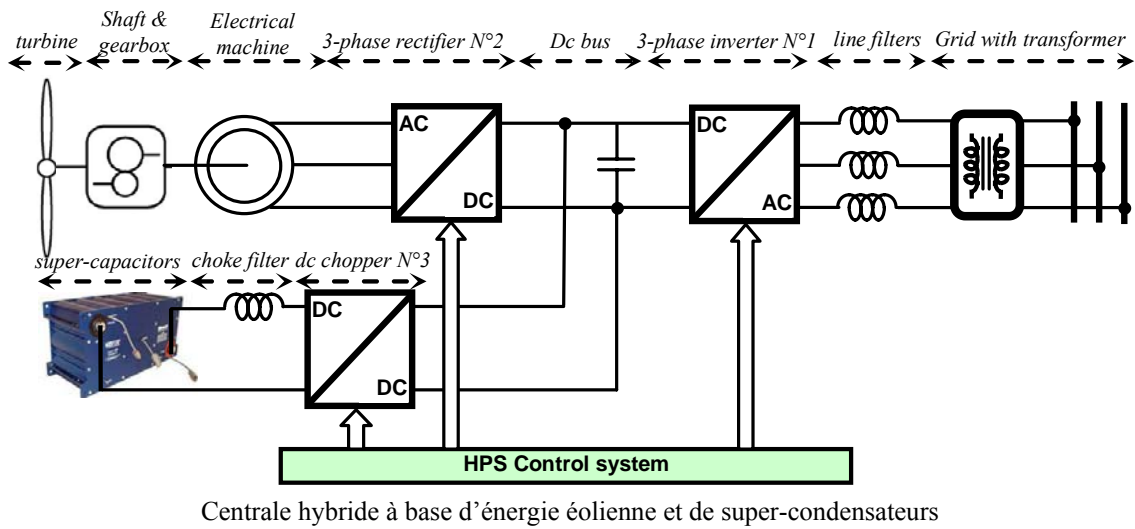 Shaft & Electrical
turbine gearbox machine 3-phase rectifier N°2 Dc bus 3-phase inverter N°1 line filters Grid with transformer
AC DC
DC AC
super-capacitors choke filter dc chopper N°3
DC
DC
HPS Control system
Centrale hybride à base d'énergie éolienne et de super-condensateurs